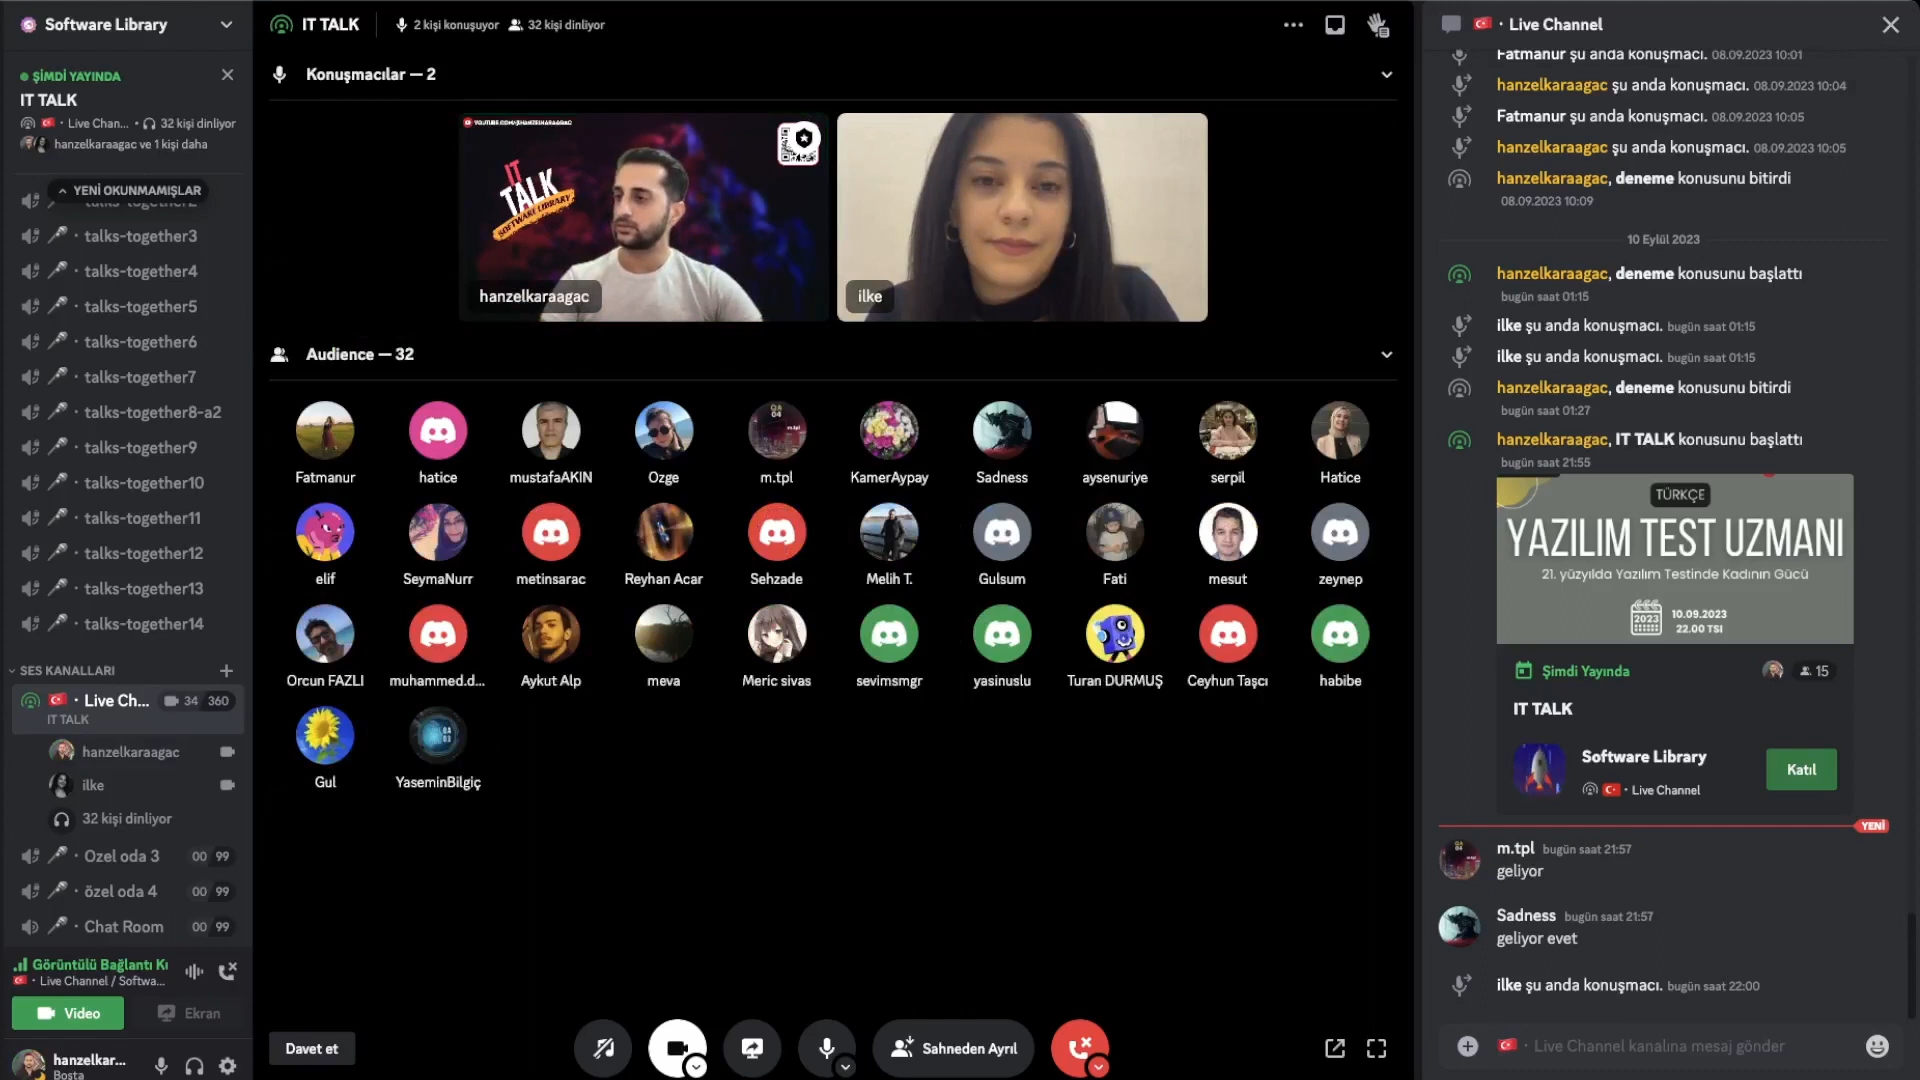 Software Library
ŞİMDİ YAYINDA
IT TALK
· Live Chan... • 32 kişi dinliyor
hanzelkaraagac ve 1 kişi daha
YENİ OKUNMAMIŞLAR
talks-together2
talks-together3
talks-together4
talks-together5
talks-together6
talks-together7
talks-together8-a2
talks-together9
talks-together10
talks-together11
talks-together12
talks-together13
talks-together14
SES KANALLARI
· Live Ch... 34 360
IT TALK
hanzelkaraagac
ilke
32 kişi dinliyor
· Ozel oda 3 00 99
· özel oda 4 00 99
· Chat Room 00 99
Görüntülü Bağlantı Kı
· Live Channel / Softwa...
Video
Ekran
hanzelkar...
Bosta
IT TALK
2 kişi konuşuyor 32 kişi dinliyor
Konuşmacılar — 2
YOUTUBE.COM/@HANZELKARAAGAC
IT
TALK
SOFTWARE LIBRARY
hanzelkaraagac
ilke
Audience — 32
Fatmanur hatice mustafaAKIN Ozge m.tpl KamerAypay Sadness aysenuriye serpil Hatice
elif SeymaNurr metinsarac Reyhan Acar Sehzade Melih T. Gulsum Fati mesut zeynep
Orcun FAZLI muhammed.d... Aykut Alp meva Meric sivas sevimsmgr yasinuslu Turan DURMUŞ Ceyhun Taşcı habibe
Gul YaseminBilgiç
Davet et
Sahneden Ayrıl
· Live Channel
Fatmanur şu anda konuşmacı. 08.09.2023 10:01
hanzelkaraagac şu anda konuşmacı. 08.09.2023 10:04
Fatmanur şu anda konuşmacı. 08.09.2023 10:05
hanzelkaraagac şu anda konuşmacı. 08.09.2023 10:05
hanzelkaraagac, deneme konusunu bitirdi
08.09.2023 10:09
10 Eylül 2023
hanzelkaraagac, deneme konusunu başlattı
bugün saat 01:15
ilke şu anda konuşmacı. bugün saat 01:15
ilke şu anda konuşmacı. bugün saat 01:15
hanzelkaraagac, deneme konusunu bitirdi
bugün saat 01:27
hanzelkaraagac, IT TALK konusunu başlattı
bugün saat 21:55
TÜRKÇE
YAZILIM TEST UZMANI
21. yüzyılda Yazılım Testinde Kadının Gücü
2023
10.09.2023
22.00 TSI
Şimdi Yayında
15
IT TALK
Software Library
· Live Channel
Katıl
YENİ
m.tpl bugün saat 21:57
geliyor
Sadness bugün saat 21:57
geliyor evet
ilke şu anda konuşmacı. bugün saat 22:00
· Live Channel kanalına mesaj gönder